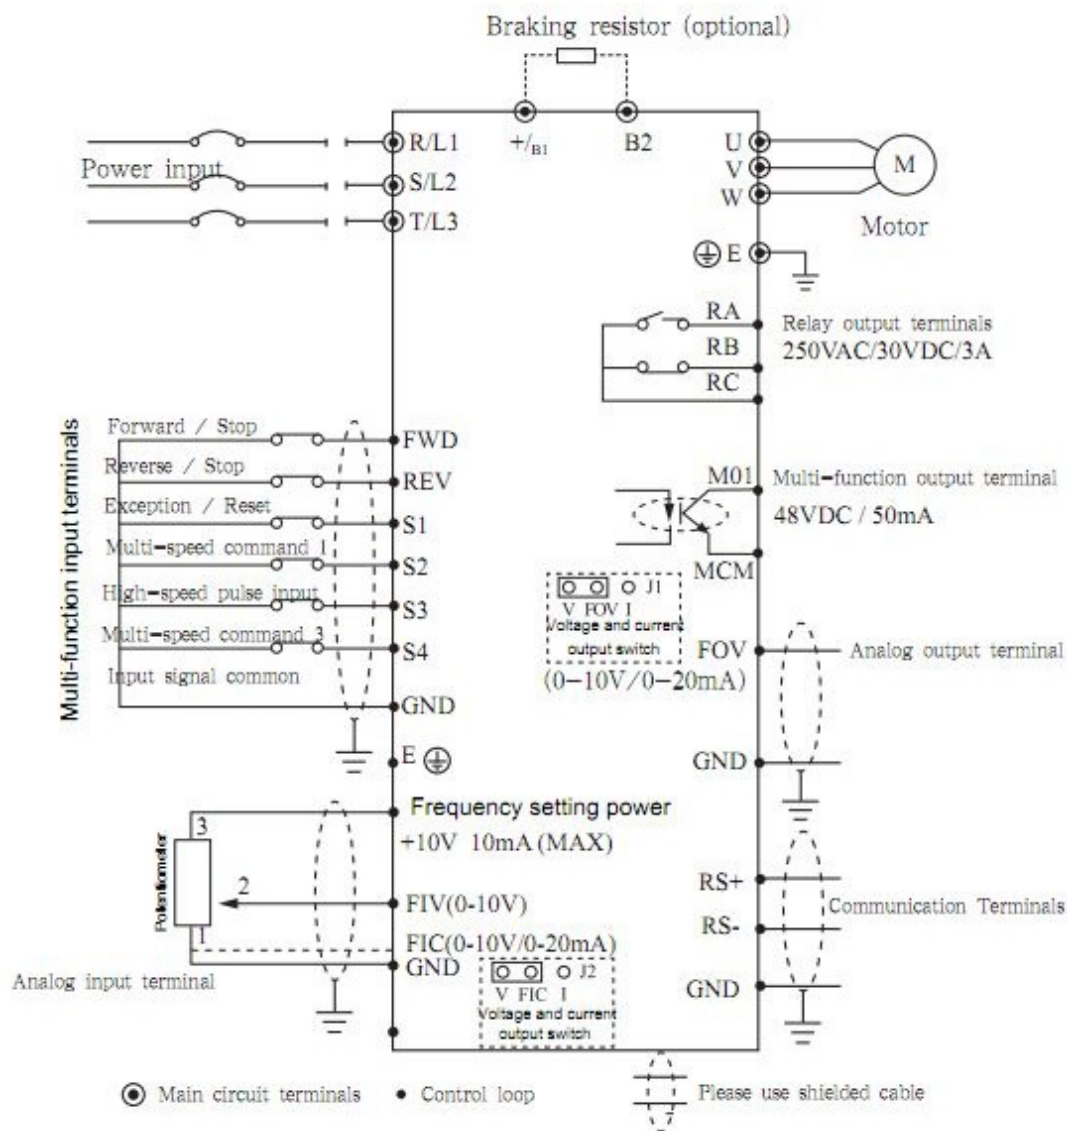 Braking resistor (optional)
R/L1
+/B1
B2
U
Power input
S/L2
V
M
W
T/L3
Motor
E
RA
Relay output terminals
RB
250VAC/30VDC/3A
RC
Multi-function input terminals
Forward / Stop
FWD
Reverse / Stop
REV
M01
Multi-function output terminal
Exception / Reset
S1
48VDC / 50mA
Multi-speed command 1
S2
MCM
J1
High-speed pulse input
S3
V FOV I
Voltage and current
output switch
Multi-speed command 3
S4
FOV
Analog output terminal
Input signal common
(0-10V/0-20mA)
GND
E
GND
Frequency setting power
3
+10V 10mA(MAX)
Potentiometer
2
RS+
FIV(0-10V)
Communication Terminals
1
RS-
FIC(0-10V/0-20mA)
GND
J2
Analog input terminal
V FIC I
GND
Voltage and current
output switch
Main circuit terminals
Control loop
Please use shielded cable